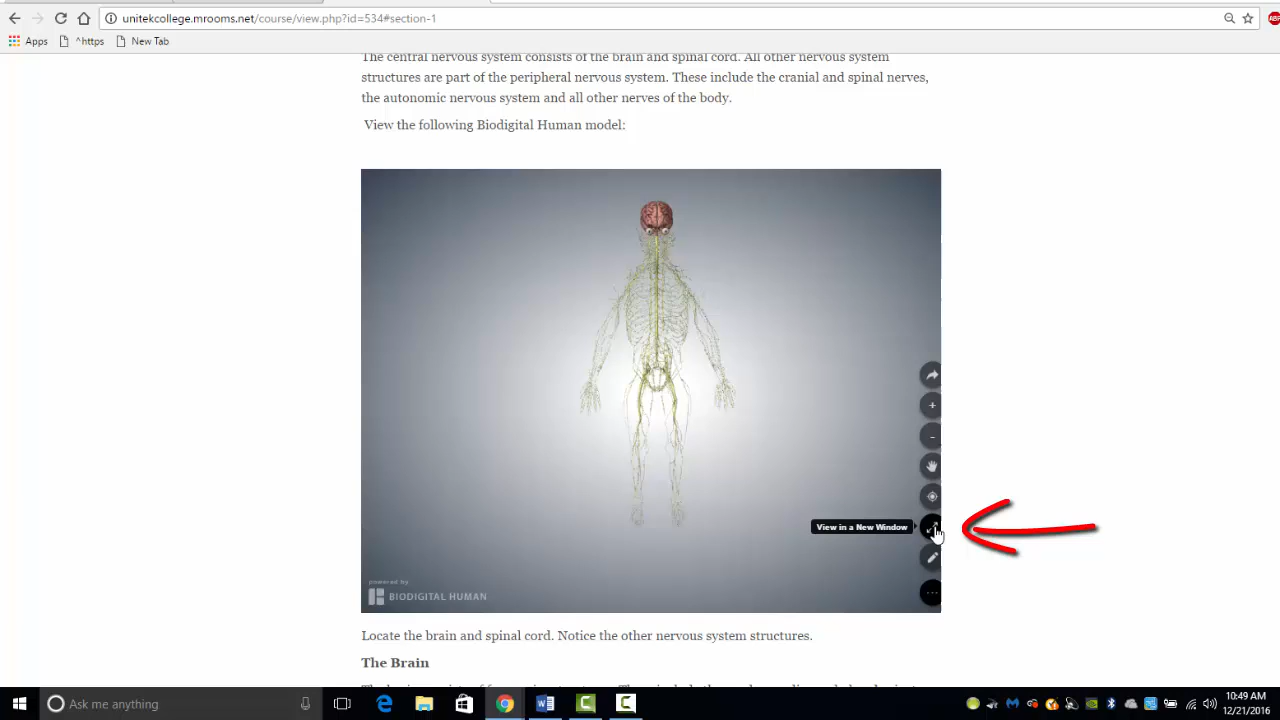 unitekcollege.mrooms.net/course/view.php?id=534#section-1
ABP
Apps ^https New Tab
The central nervous system consists of the brain and spinal cord. All other nervous system
structures are part of the peripheral nervous system. These include the cranial and spinal nerves,
the autonomic nervous system and all other nerves of the body.
View the following Biodigital Human model:
View in a New Window
powered by
BIODIGITAL HUMAN
Locate the brain and spinal cord. Notice the other nervous system structures.
The Brain
Ask me anything
10:49 AM
12/21/2016